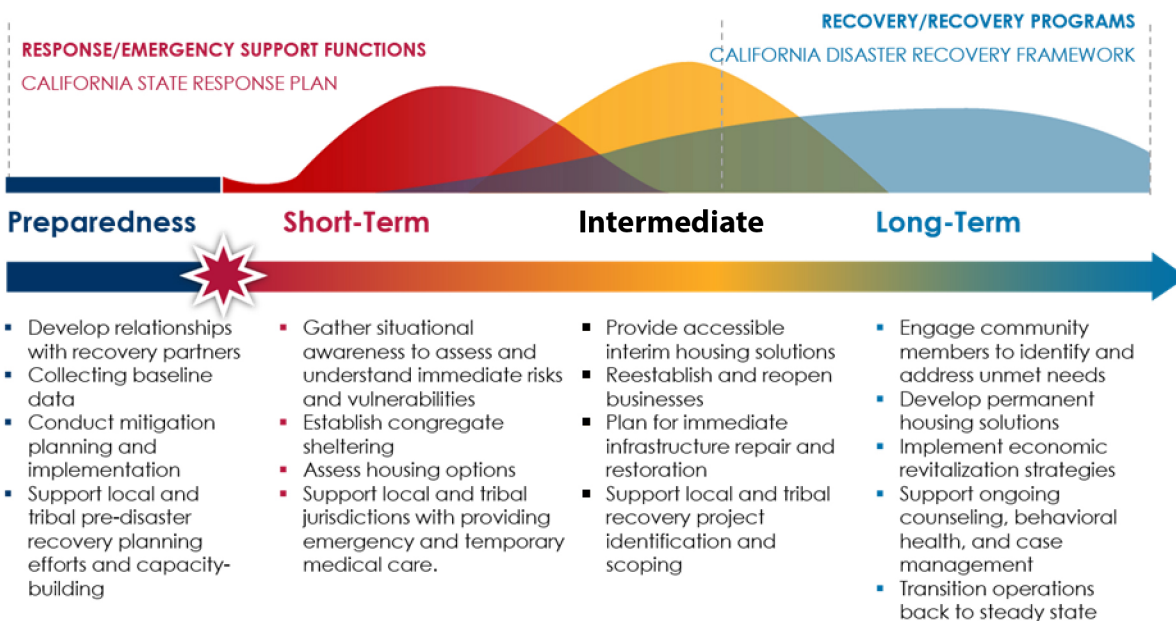 RESPONSE/EMERGENCY SUPPORT FUNCTIONS
CALIFORNIA STATE RESPONSE PLAN
RECOVERY/RECOVERY PROGRAMS
CALIFORNIA DISASTER RECOVERY FRAMEWORK
Preparedness
Short-Term
Intermediate
Long-Term
▪ Develop relationships
with recovery partners
▪ Collecting baseline
data
▪ Conduct mitigation
planning and
implementation
▪ Support local and
tribal pre-disaster
recovery planning
efforts and capacity-
building
▪ Gather situational
awareness to assess and
understand immediate risks
and vulnerabilities
▪ Establish congregate
sheltering
▪ Assess housing options
▪ Support local and tribal
jurisdictions with providing
emergency and temporary
medical care.
▪ Provide accessible
interim housing solutions
▪ Reestablish and reopen
businesses
▪ Plan for immediate
infrastructure repair and
restoration
▪ Support local and tribal
recovery project
identification and
scoping
▪ Engage community
members to identify and
address unmet needs
▪ Develop permanent
housing solutions
▪ Implement economic
revitalization strategies
▪ Support ongoing
counseling, behavioral
health, and case
management
▪ Transition operations
back to steady state